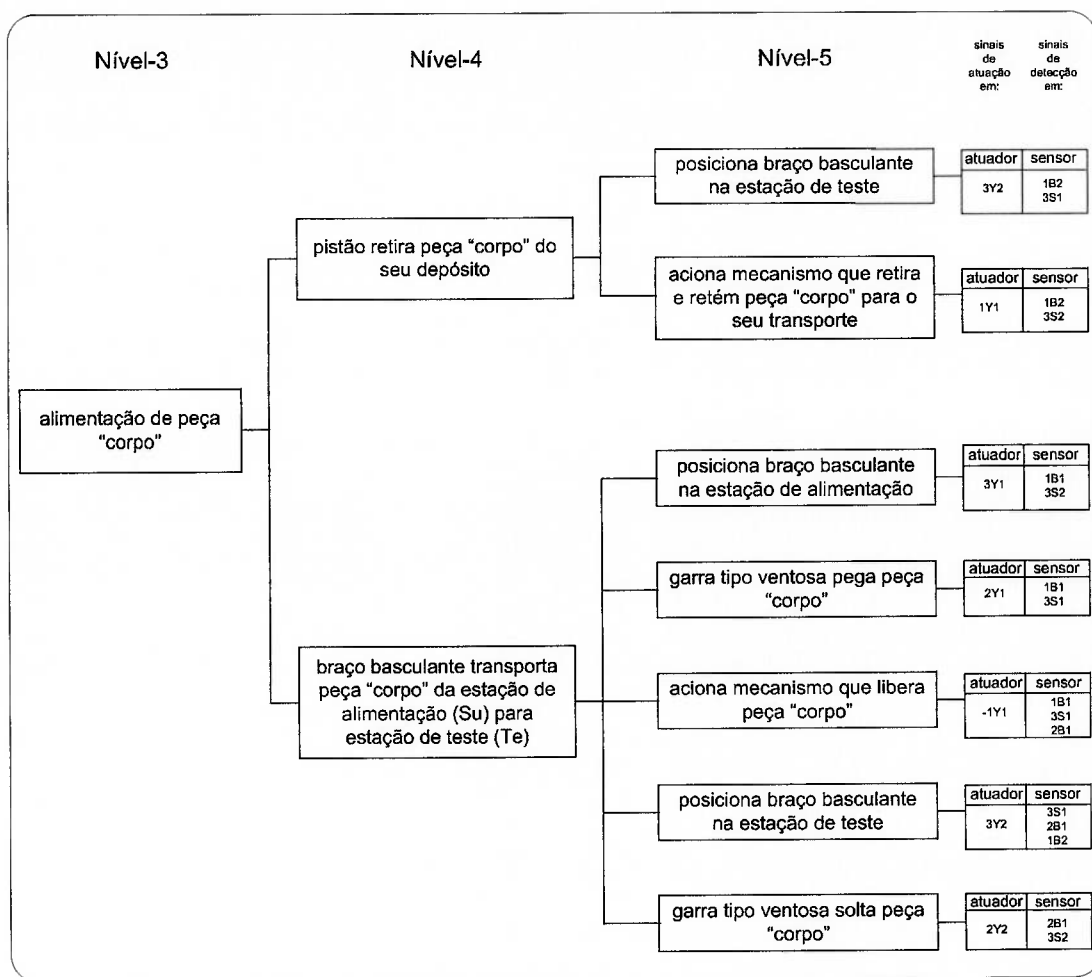 Nível-3
Nível-4
Nível-5
sinais
de
atuação
em:
sinais
de
detecção
em:
posiciona braço basculante
na estação de teste
atuador
sensor
3Y2
1B2
3S1
pistão retira peça “corpo” do
seu depósito
aciona mecanismo que retira
e retém peça “corpo” para o
seu transporte
atuador
sensor
1Y1
1B2
3S2
alimentação de peça
“corpo”
posiciona braço basculante
na estação de alimentação
atuador
sensor
3Y1
1B1
3S2
garra tipo ventosa pega peça
“corpo”
atuador
sensor
2Y1
1B1
3S1
braço basculante transporta
peça “corpo” da estação de
alimentação (Su) para
estação de teste (Te)
aciona mecanismo que libera
peça “corpo”
atuador
sensor
-1Y1
1B1
3S1
2B1
posiciona braço basculante
na estação de teste
atuador
sensor
3Y2
3S1
2B1
1B2
garra tipo ventosa solta peça
“corpo”
atuador
sensor
2Y2
2B1
3S2